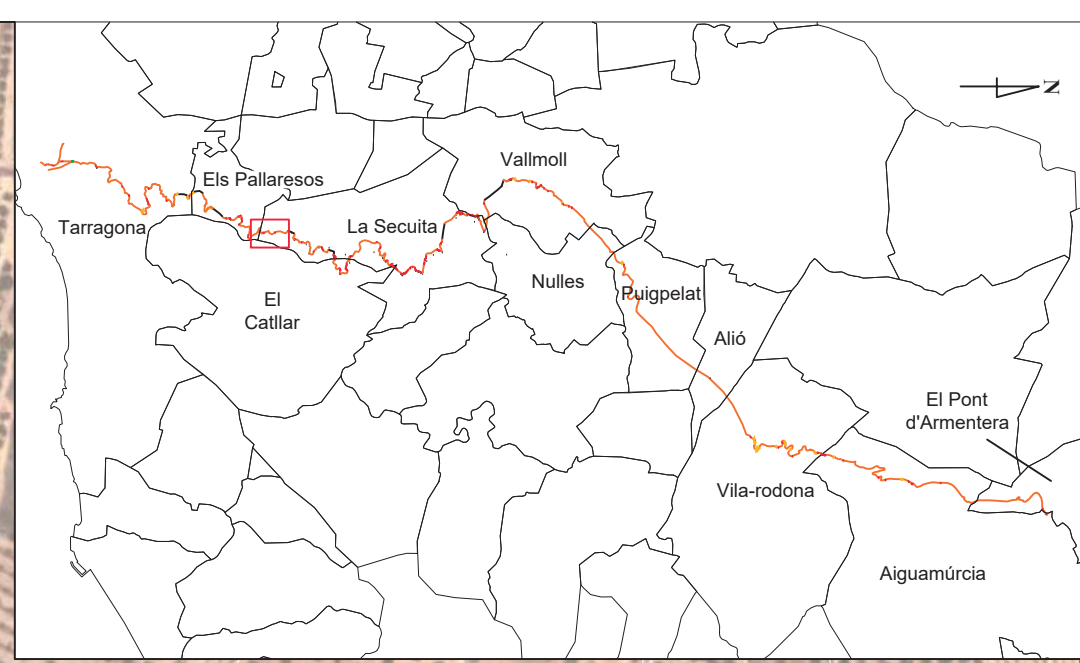 N
Vallmoll
Els Pallaresos
Tarragona
La Secuita
Nulles
Puigpelat
El
Catllar
Alió
El Pont
d'Armentera
Vila-rodona
Aiguamúrcia